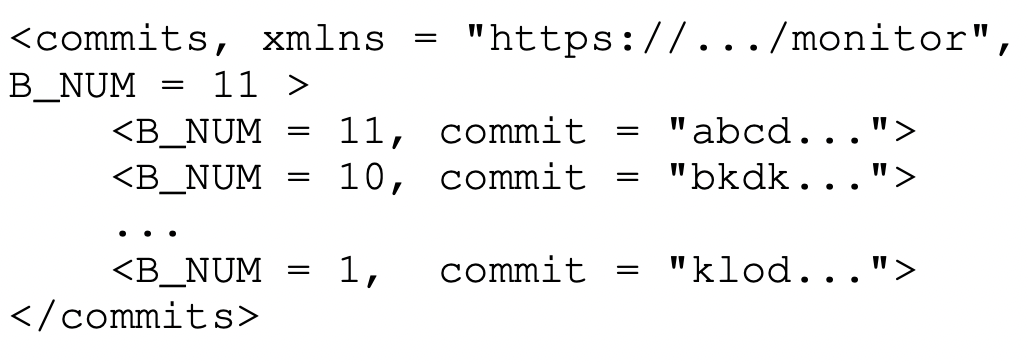 <commits, xmlns = "https://.../monitor",
B_NUM = 11 >
<B_NUM = 11, commit = "abcd...">
<B_NUM = 10, commit = "bkdk...">
...
<B_NUM = 1,  commit = "klod...">
</commits>